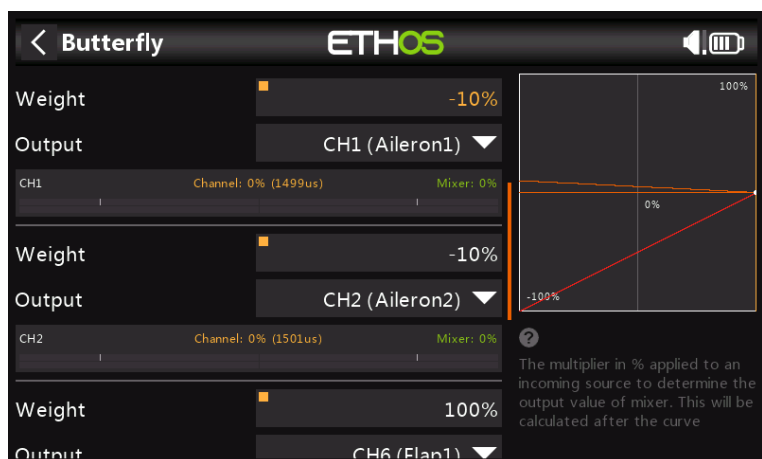 Butterfly
ETHOS
Weight
-10%
Output
CH1 (Aileron1)
CH1
Channel: 0% (1499us)
Mixer: 0%
Weight
-10%
Output
CH2 (Aileron2)
CH2
Channel: 0% (1501us)
Mixer: 0%
Weight
100%
Output
CH6 (Flap1)
100%
0%
-100%
?
The multiplier in % applied to an
incoming source to determine the
output value of mixer. This will be
calculated after the curve